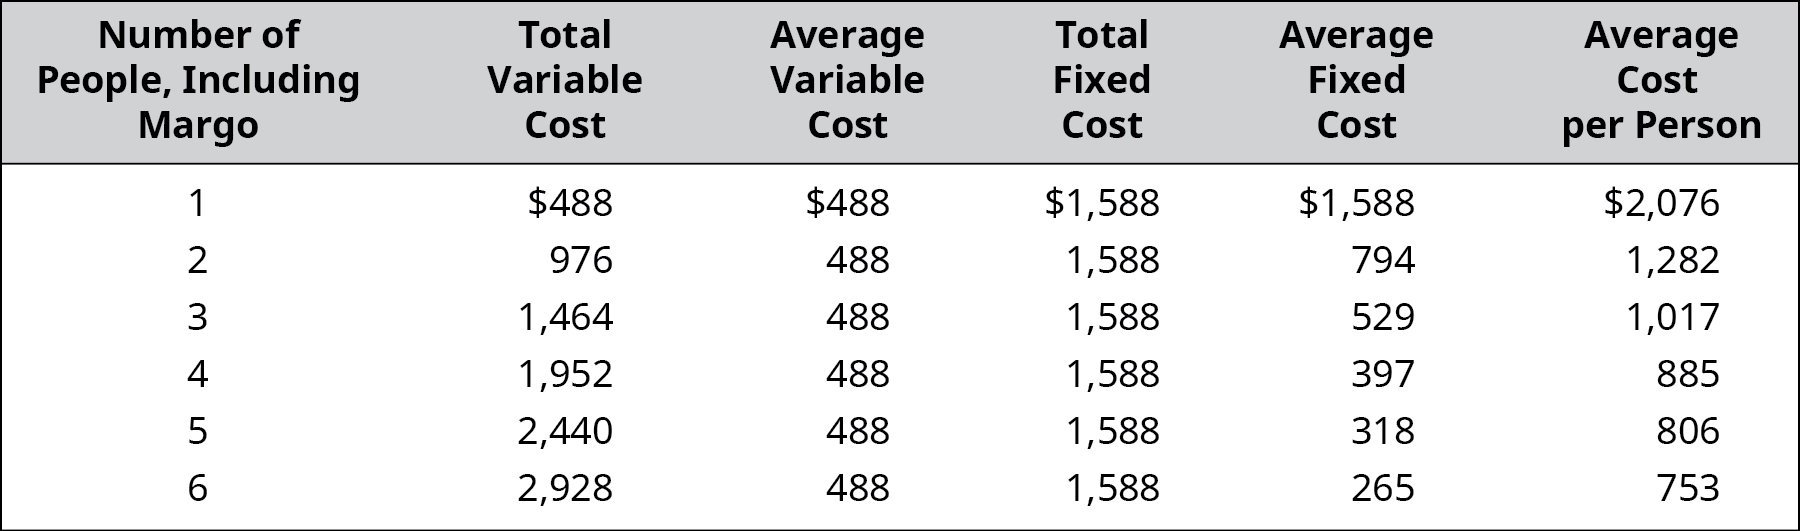 Number of People, Including Margo | Total Variable Cost | Average Variable Cost | Total Fixed Cost | Average Fixed Cost | Average Cost per Person
1 $488 $488 $1,588 $1,588 $2,076
2 976 488 1,588 794 1,282
3 1,464 488 1,588 529 1,017
4 1,952 488 1,588 397 885
5 2,440 488 1,588 318 806
6 2,928 488 1,588 265 753